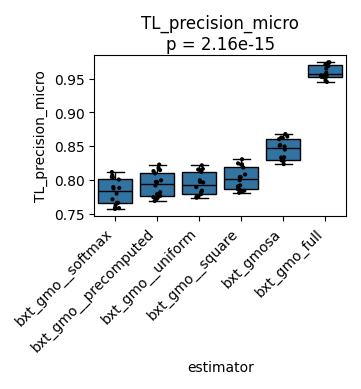 TL_precision_micro
p = 2.16e-15
TL_precision_micro
0.95
0.90
0.85
0.80
0.75
bxt_gmo__softmax
bxt_gmo__precomputed
bxt_gmo__uniform
bxt_gmo__square
bxt_gmosa
bxt_gmo_full
estimator